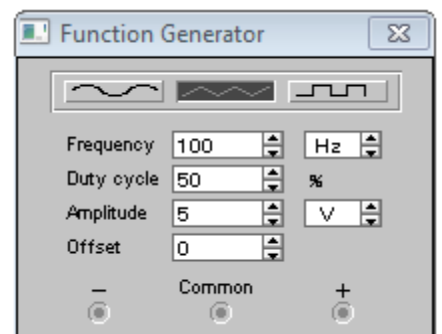 Function Generator
Frequency 100 Hz
Duty cycle 50 %
Amplitude 5 V
Offset 0
− Common +